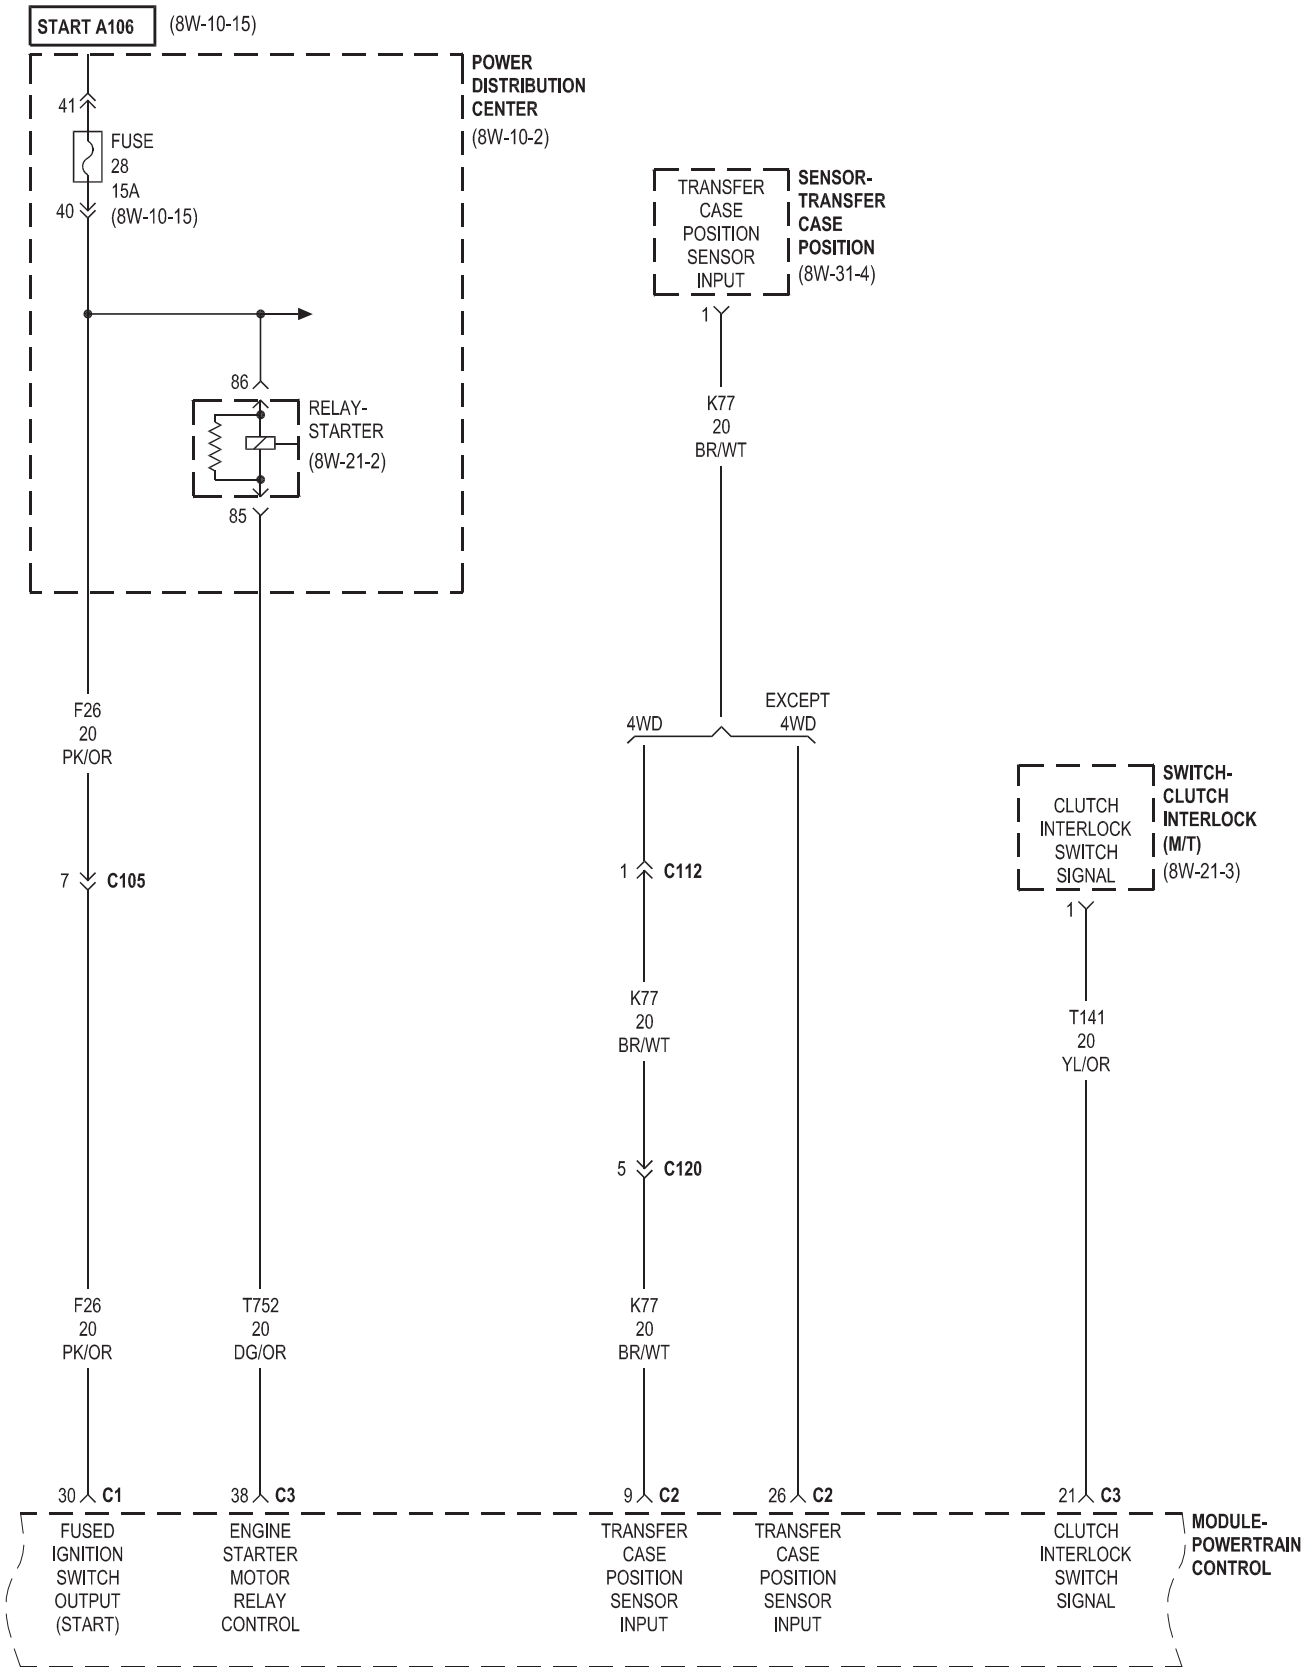 START A106 (8W-10-15)
POWER
DISTRIBUTION
CENTER
(8W-10-2)
41
FUSE
28
15A
(8W-10-15)
40
86
RELAY-
STARTER
(8W-21-2)
85
TRANSFER
CASE
POSITION
SENSOR
INPUT
SENSOR-
TRANSFER
CASE
POSITION
(8W-31-4)
1
K77
20
BR/WT
4WD
EXCEPT
4WD
F26
20
PK/OR
7 C105
1 C112
K77
20
BR/WT
5 C120
CLUTCH
INTERLOCK
SWITCH
SIGNAL
SWITCH-
CLUTCH
INTERLOCK
(M/T)
(8W-21-3)
1
T141
20
YL/OR
F26
20
PK/OR
T752
20
DG/OR
K77
20
BR/WT
30 C1
38 C3
9 C2
26 C2
21 C3
FUSED
IGNITION
SWITCH
OUTPUT
(START)
ENGINE
STARTER
MOTOR
RELAY
CONTROL
TRANSFER
CASE
POSITION
SENSOR
INPUT
TRANSFER
CASE
POSITION
SENSOR
INPUT
CLUTCH
INTERLOCK
SWITCH
SIGNAL
MODULE-
POWERTRAIN
CONTROL